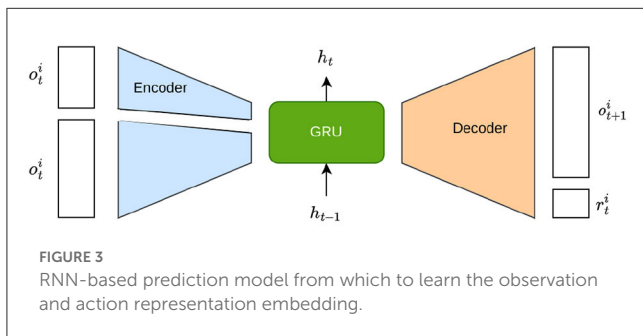 o_t^i
Encoder
o_t^i
h_t
GRU
h_{t-1}
Decoder
o_{t+1}^i
r_t^i
FIGURE 3
RNN-based prediction model from which to learn the observation
and action representation embedding.